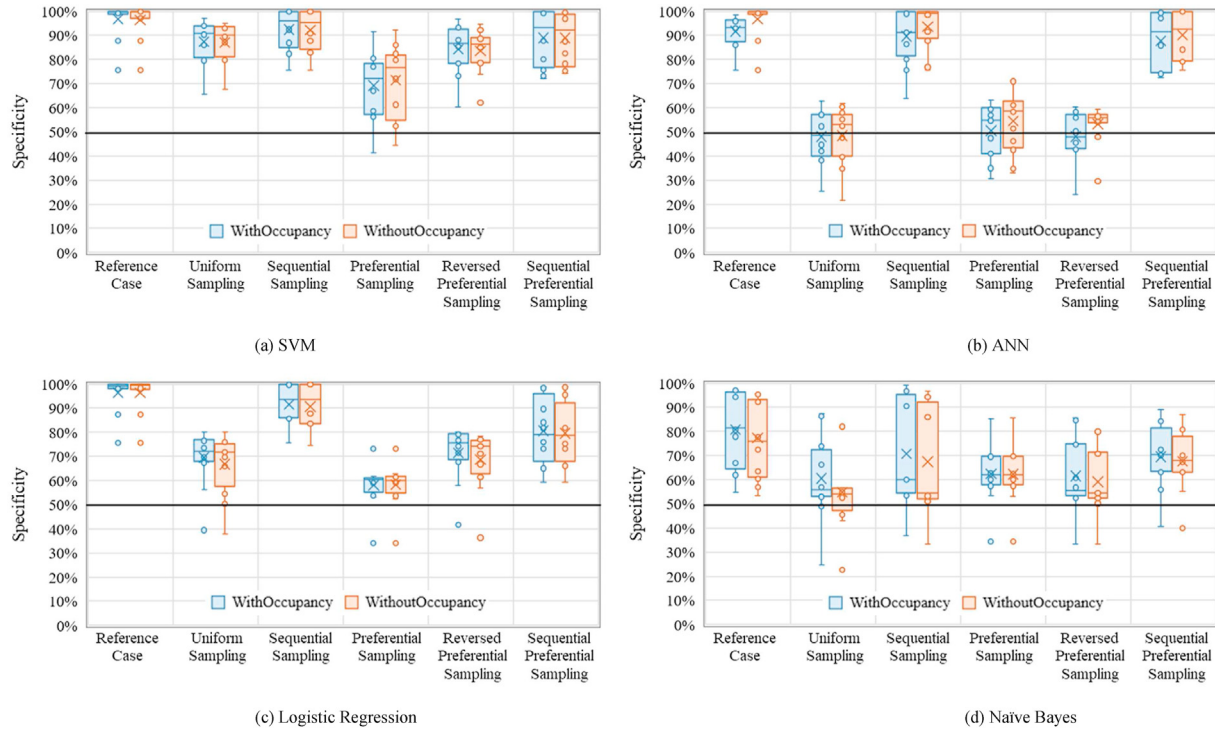 Specificity
100%
90%
80%
70%
60%
50%
40%
30%
20%
10%
0%
WithOccupancy WithoutOccupancy
Reference Case
Uniform Sampling
Sequential Sampling
Preferential Sampling
Reversed Preferential Sampling
Sequential Preferential Sampling
(a) SVM
Specificity
100%
90%
80%
70%
60%
50%
40%
30%
20%
10%
0%
WithOccupancy WithoutOccupancy
Reference Case
Uniform Sampling
Sequential Sampling
Preferential Sampling
Reversed Preferential Sampling
Sequential Preferential Sampling
(b) ANN
Specificity
100%
90%
80%
70%
60%
50%
40%
30%
20%
10%
0%
WithOccupancy WithoutOccupancy
Reference Case
Uniform Sampling
Sequential Sampling
Preferential Sampling
Reversed Preferential Sampling
Sequential Preferential Sampling
(c) Logistic Regression
Specificity
100%
90%
80%
70%
60%
50%
40%
30%
20%
10%
0%
WithOccupancy WithoutOccupancy
Reference Case
Uniform Sampling
Sequential Sampling
Preferential Sampling
Reversed Preferential Sampling
Sequential Preferential Sampling
(d) Naïve Bayes